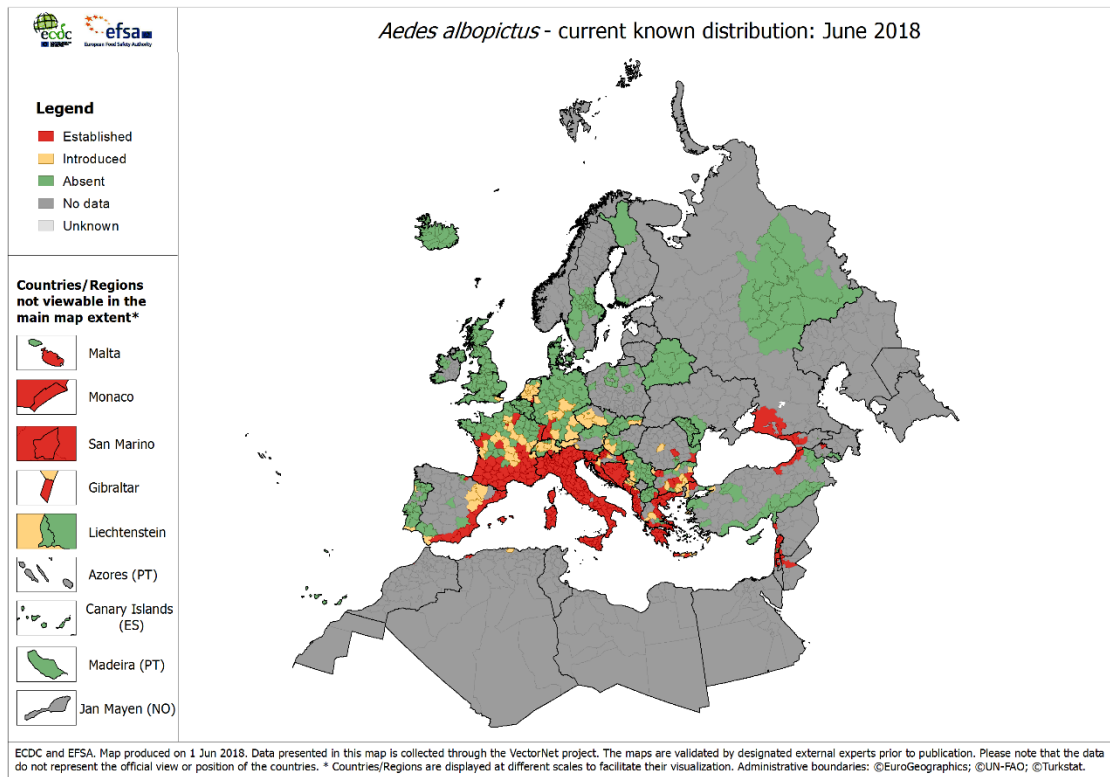 ecdc
efsa
European Food Safety Authority
Aedes albopictus - current known distribution: June 2018
Legend
Established
Introduced
Absent
No data
Unknown
Countries/Regions
not viewable in the
main map extent*
Malta
Monaco
San Marino
Gibraltar
Liechtenstein
Azores (PT)
Canary Islands
(ES)
Madeira (PT)
Jan Mayen (NO)
ECDC and EFSA. Map produced on 1 Jun 2018. Data presented in this map is collected through the VectorNet project. The maps are validated by designated external experts prior to publication. Please note that the data
do not represent the official view or position of the countries. * Countries/Regions are displayed at different scales to facilitate their visualization. Administrative boundaries: ©EuroGeographics; ©UN-FAO; ©Turkstat.